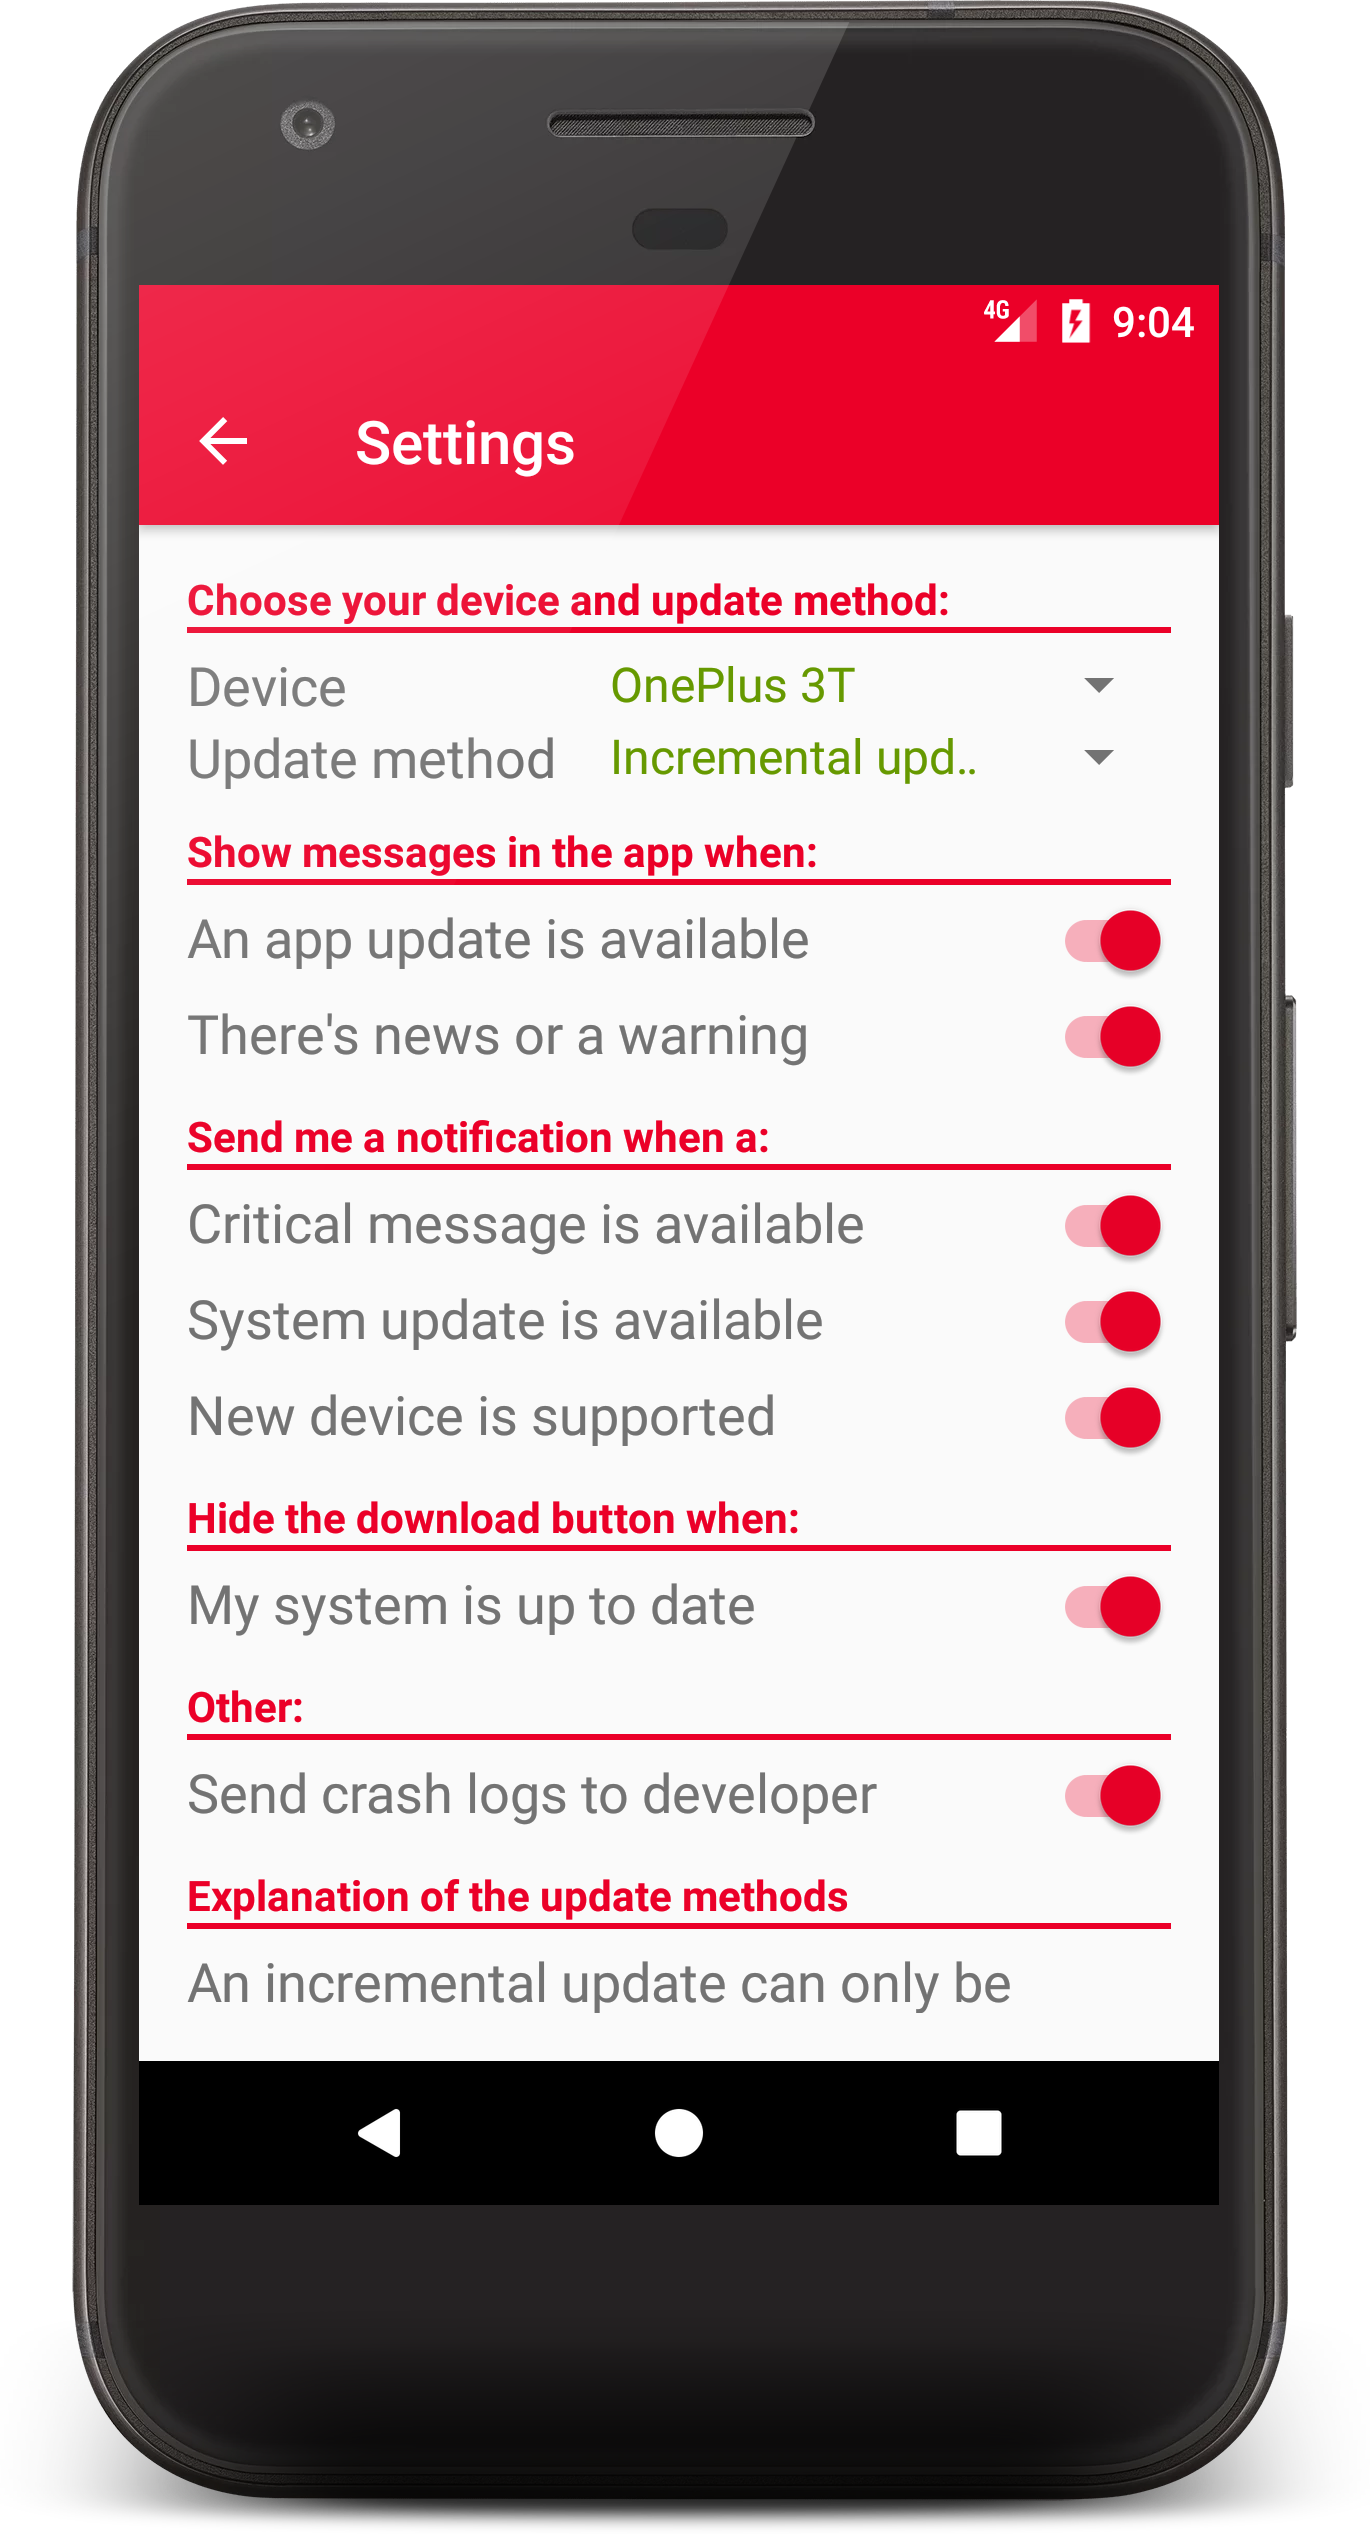 4G 9:04
Settings
Choose your device and update method:
Device OnePlus 3T
Update method Incremental upd..
Show messages in the app when:
An app update is available
There's news or a warning
Send me a notification when a:
Critical message is available
System update is available
New device is supported
Hide the download button when:
My system is up to date
Other:
Send crash logs to developer
Explanation of the update methods
An incremental update can only be